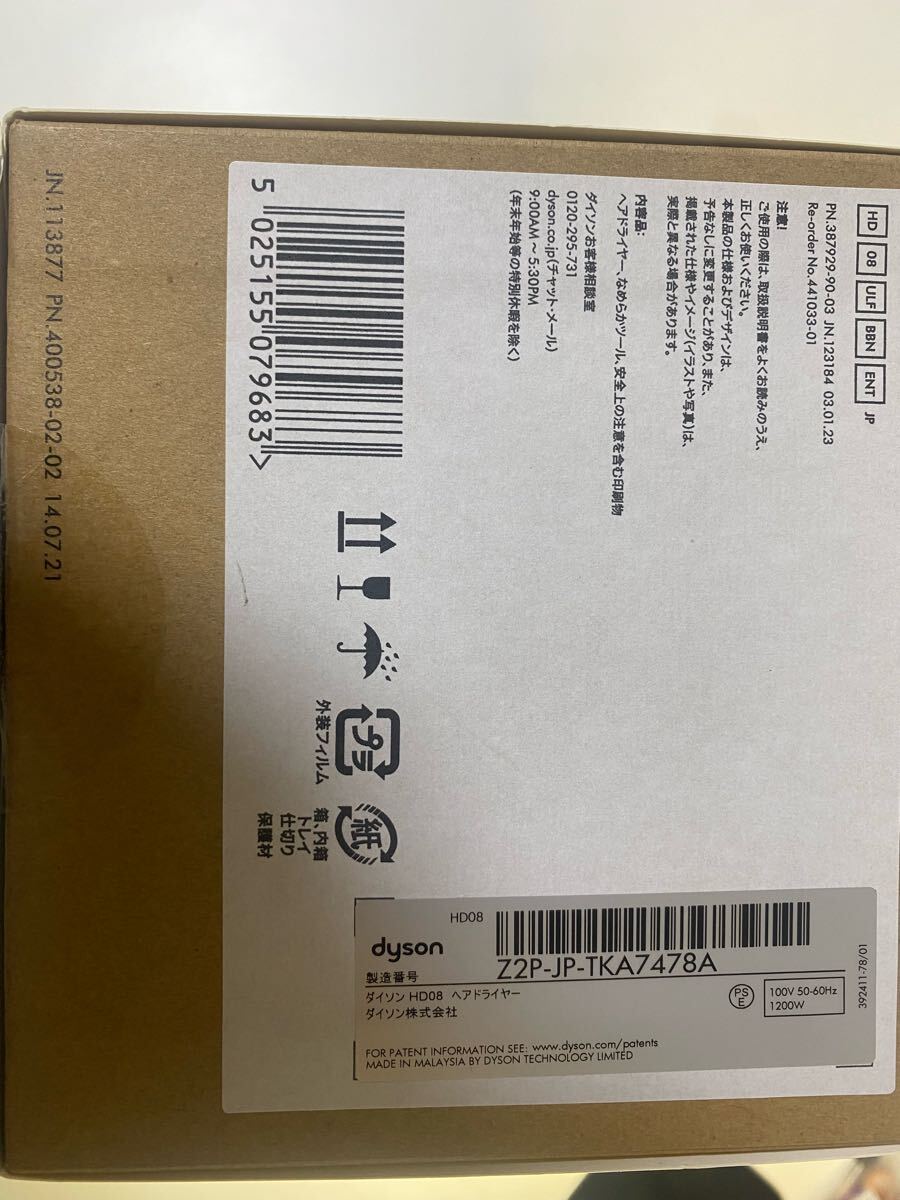 HD 08 ULF BBN ENT JP
PN.387929-90-03 JN.123184 03.01.23
Re-order No.441033-01
注意!
ご使用の際は、取扱説明書をよくお読みのうえ、
正しくお使いください。
本製品の仕様およびデザインは、
予告なしに変更することがあり、また、
掲載された仕様やイメージ(イラストや写真)は、
実際と異なる場合があります。
内容品:
ヘアドライヤー、なめらかツール、安全上の注意を含む印刷物
ダイソンお客様相談室
0120-295-731
dyson.co.jp(チャット・メール)
9:00AM ~ 5:30PM
(年末年始等の特別休暇を除く)
5 025155 079683 >
プラ
外装フィルム
紙
箱、内箱
トレイ
仕切り
保護材
HD08
dyson
Z2P-JP-TKA7478A
製造番号
ダイソン HD08 ヘアドライヤー
ダイソン株式会社
PS
E
100V 50-60Hz
1200W
FOR PATENT INFORMATION SEE: www.dyson.com/patents
MADE IN MALAYSIA BY DYSON TECHNOLOGY LIMITED
392411-78/01
JN.113877 PN.400538-02-02 14.07.21